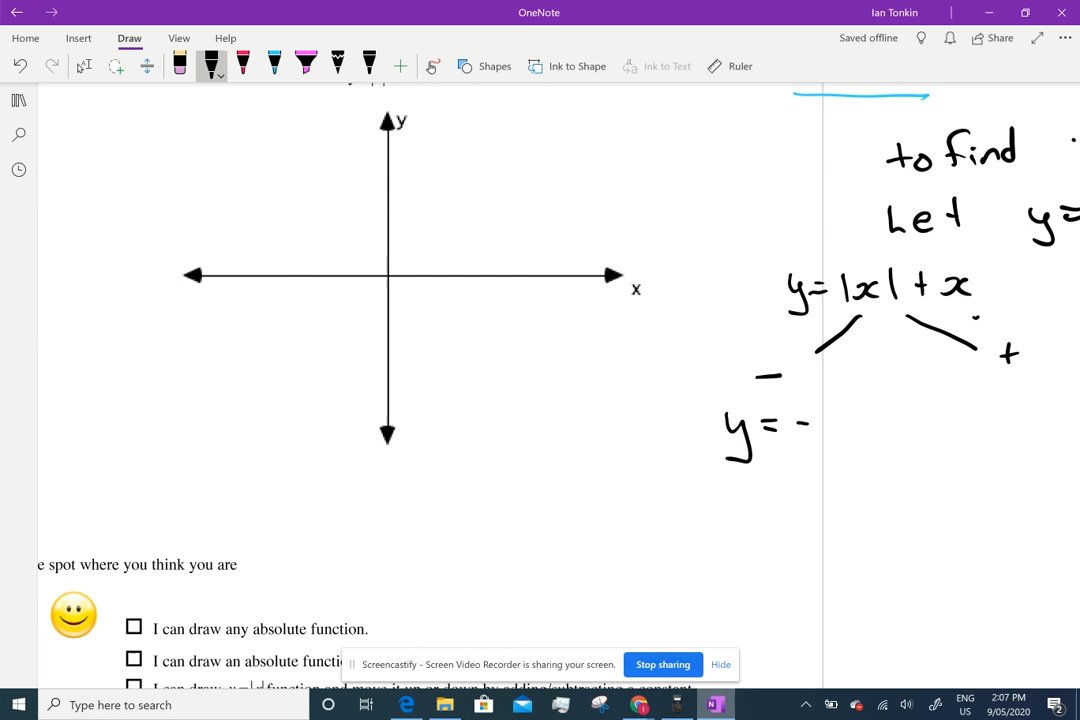 OneNote
Ian Tonkin
Home Insert Draw View Help
Saved offline Share
Shapes Ink to Shape Ink to Text Ruler
y
x
to find
Let y=
y=|x|+x
- +
y=-
e spot where you think you are
I can draw any absolute function.
I can draw an absolute functi
Screencastify - Screen Video Recorder is sharing your screen. Stop sharing Hide
Type here to search
ENG 2:07 PM
US 9/05/2020
2